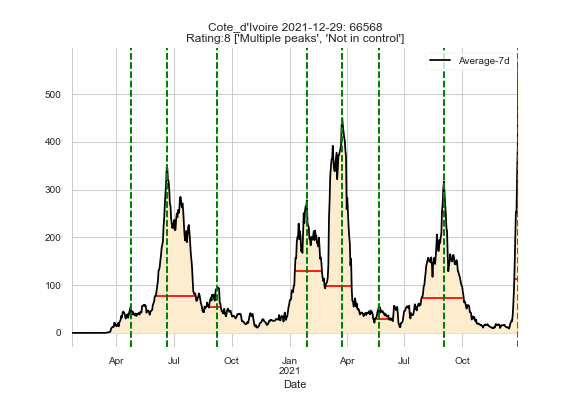 Cote_d'Ivoire 2021-12-29: 66568
Rating:8 ['Multiple peaks', 'Not in control']
Average-7d
500
400
300
200
100
0
Apr Jul Oct Jan Apr Jul Oct
2021
Date